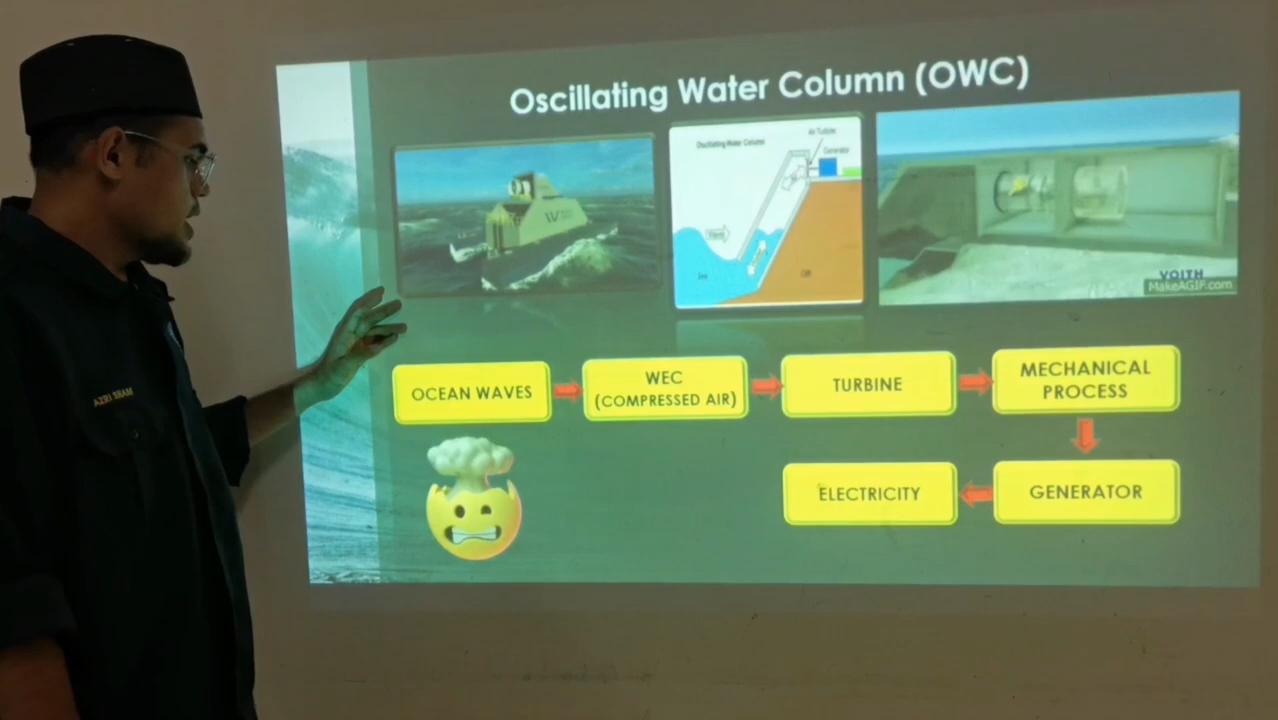 Oscillating Water Column (OWC)
Oscillating Water Column
Air Turbine
Generator
VOITH
MakeAGIF.com
OCEAN WAVES
WEC
(COMPRESSED AIR)
TURBINE
MECHANICAL
PROCESS
ELECTRICITY
GENERATOR